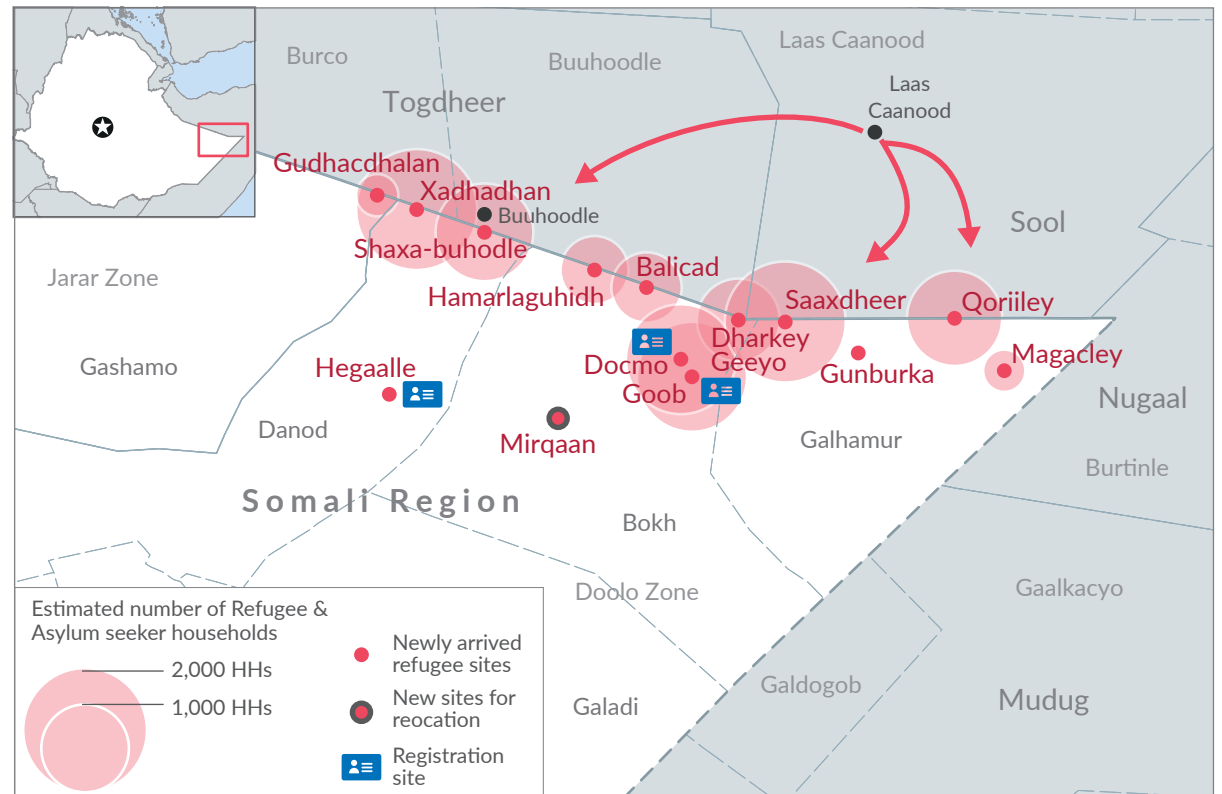 Burco
Buuhoodle
Laas Caanood
Togdheer
Laas
Caanood
Gudhacdhalan
Xadhadhan
Buuhoodle
Shaxa-buhodle
Sool
Jarar Zone
Balicad
Hamarlaguhidh
Saaxdheer
Qoriiley
Dharkey
Geeyo
Docmo
Goob
Gunburka
Magacley
Gashamo
Hegaalle
Nugaal
Danod
Mirqaan
Galhamur
Burtinle
Somali Region
Bokh
Doolo Zone
Gaalkacyo
Galdogob
Galadi
Mudug
Estimated number of Refugee &
Asylum seeker households
2,000 HHs
1,000 HHs
Newly arrived
refugee sites
New sites for
reocation
Registration
site